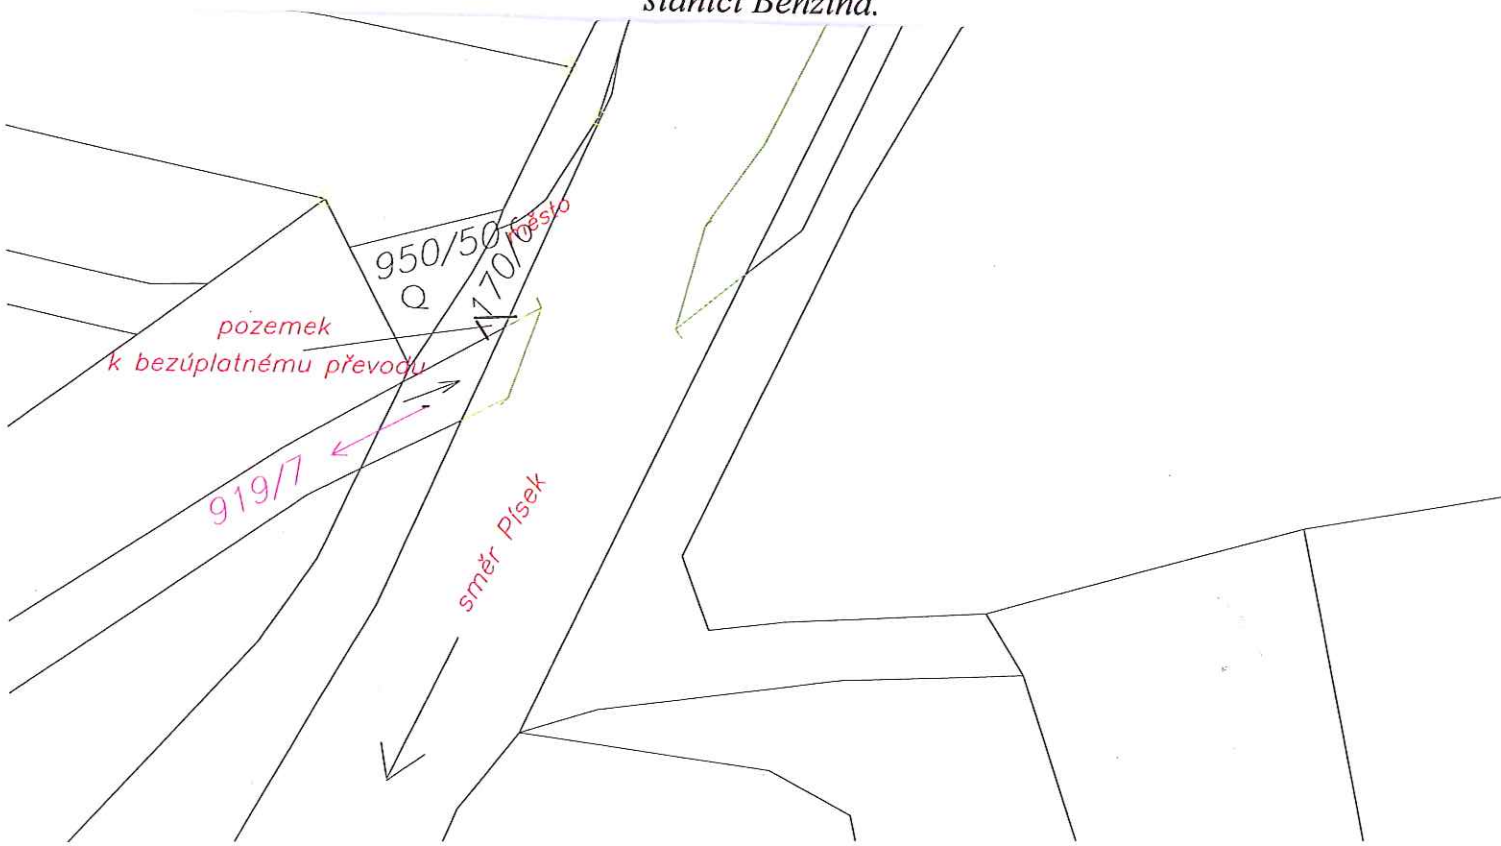 stanici Benzina.
město
950/50
170/6
pozemek
k bezúplatnému převodu
919/7
směr Písek